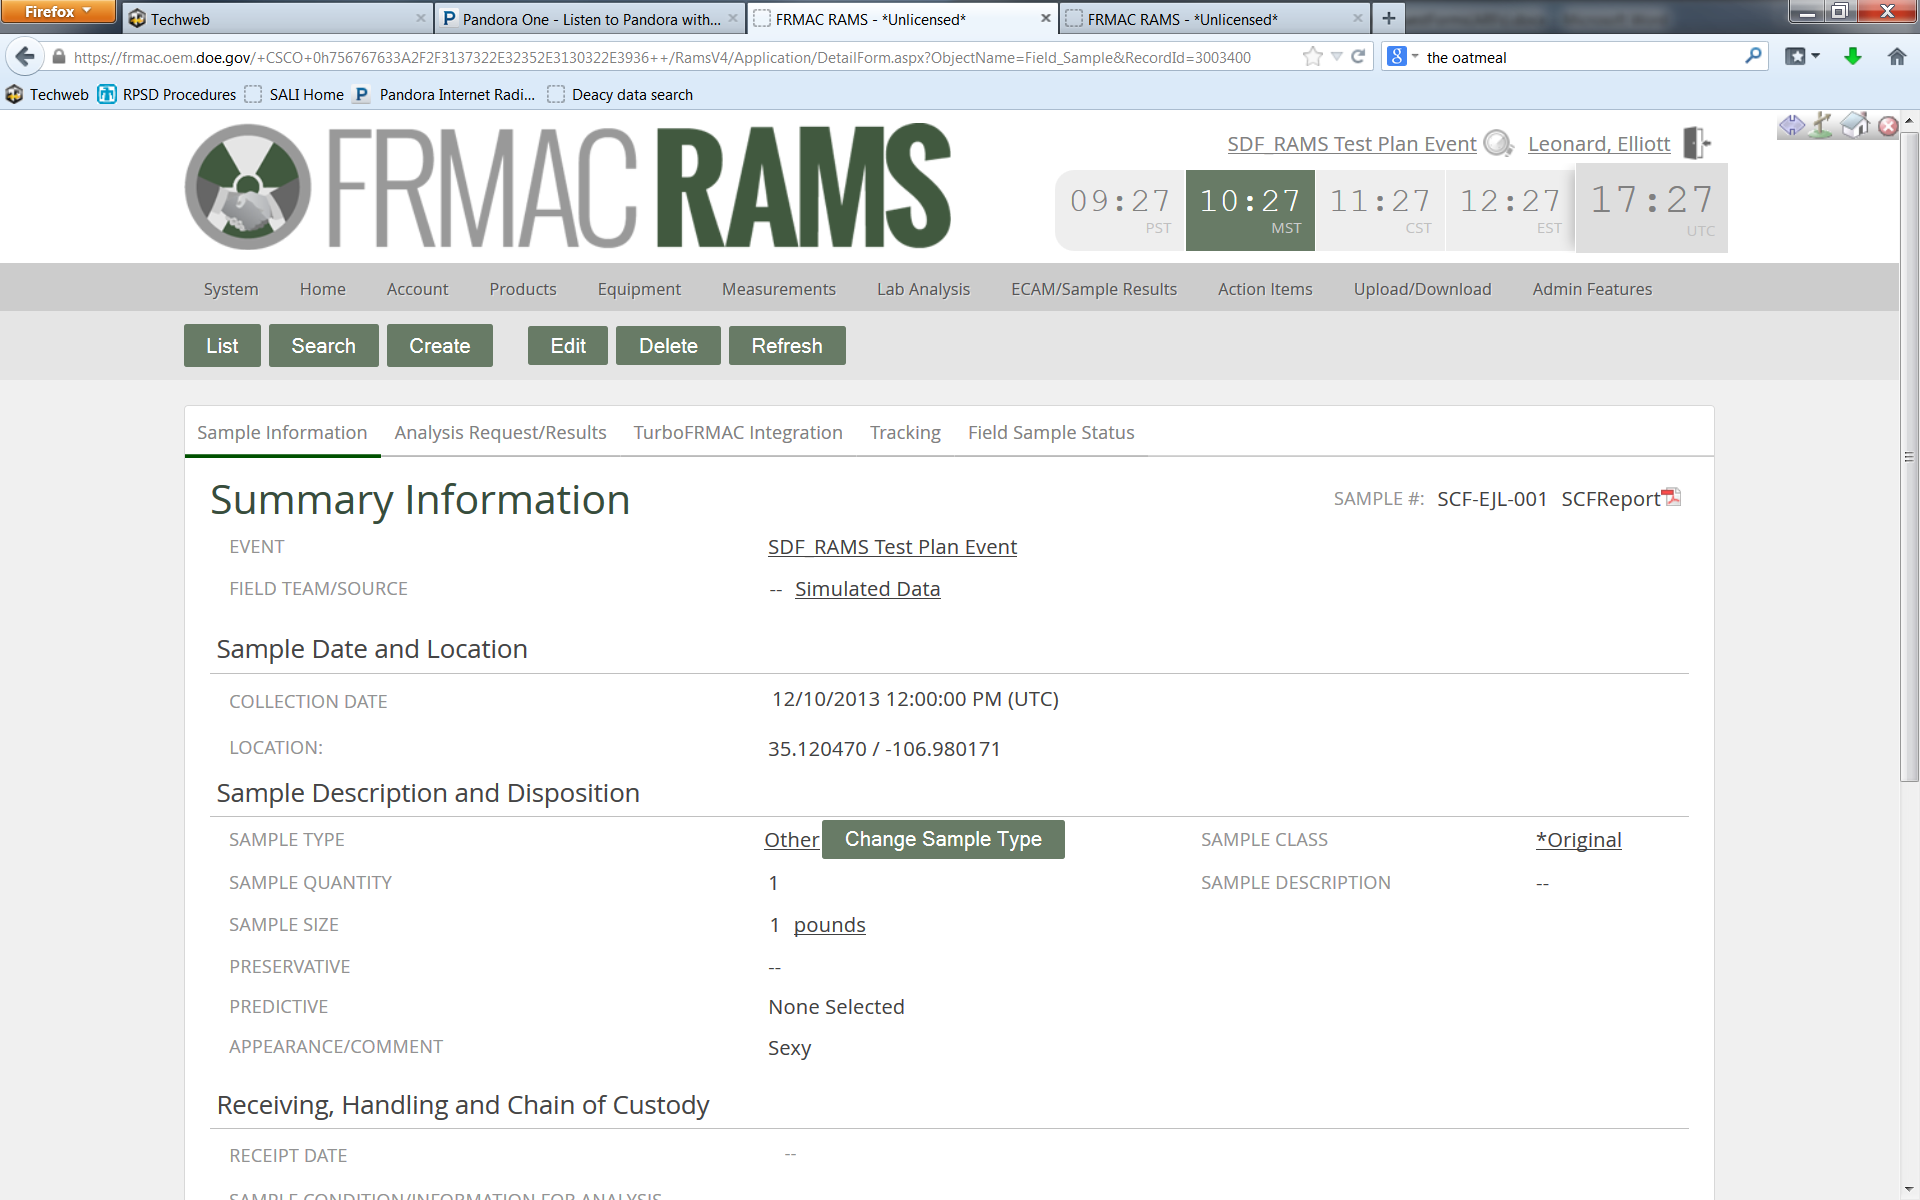 Firefox
Techweb
Pandora One - Listen to Pandora with...
FRMAC RAMS - *Unlicensed*
FRMAC RAMS - *Unlicensed*
https://frmac.oem.doe.gov/+CSCO+0h756767633A2F2F3137322E32352E3130322E3936++/RamsV4/Application/DetailForm.aspx?ObjectName=Field_Sample&RecordId=3003400
the oatmeal
Techweb RPSD Procedures SALI Home Pandora Internet Radi... Deacy data search
FRMAC RAMS
SDF_RAMS Test Plan Event Leonard, Elliott
09:27 PST
10:27 MST
11:27 CST
12:27 EST
17:27 UTC
System Home Account Products Equipment Measurements Lab Analysis ECAM/Sample Results Action Items Upload/Download Admin Features
List Search Create Edit Delete Refresh
Sample Information Analysis Request/Results TurboFRMAC Integration Tracking Field Sample Status
Summary Information SAMPLE #: SCF-EJL-001 SCFReport
EVENT SDF_RAMS Test Plan Event
FIELD TEAM/SOURCE -- Simulated Data
Sample Date and Location
COLLECTION DATE 12/10/2013 12:00:00 PM (UTC)
LOCATION: 35.120470 / -106.980171
Sample Description and Disposition
SAMPLE TYPE Other Change Sample Type SAMPLE CLASS *Original
SAMPLE QUANTITY 1 SAMPLE DESCRIPTION --
SAMPLE SIZE 1 pounds
PRESERVATIVE --
PREDICTIVE None Selected
APPEARANCE/COMMENT Sexy
Receiving, Handling and Chain of Custody
RECEIPT DATE --
SAMPLE CONDITION/INFORMATION FOR ANALYSIS